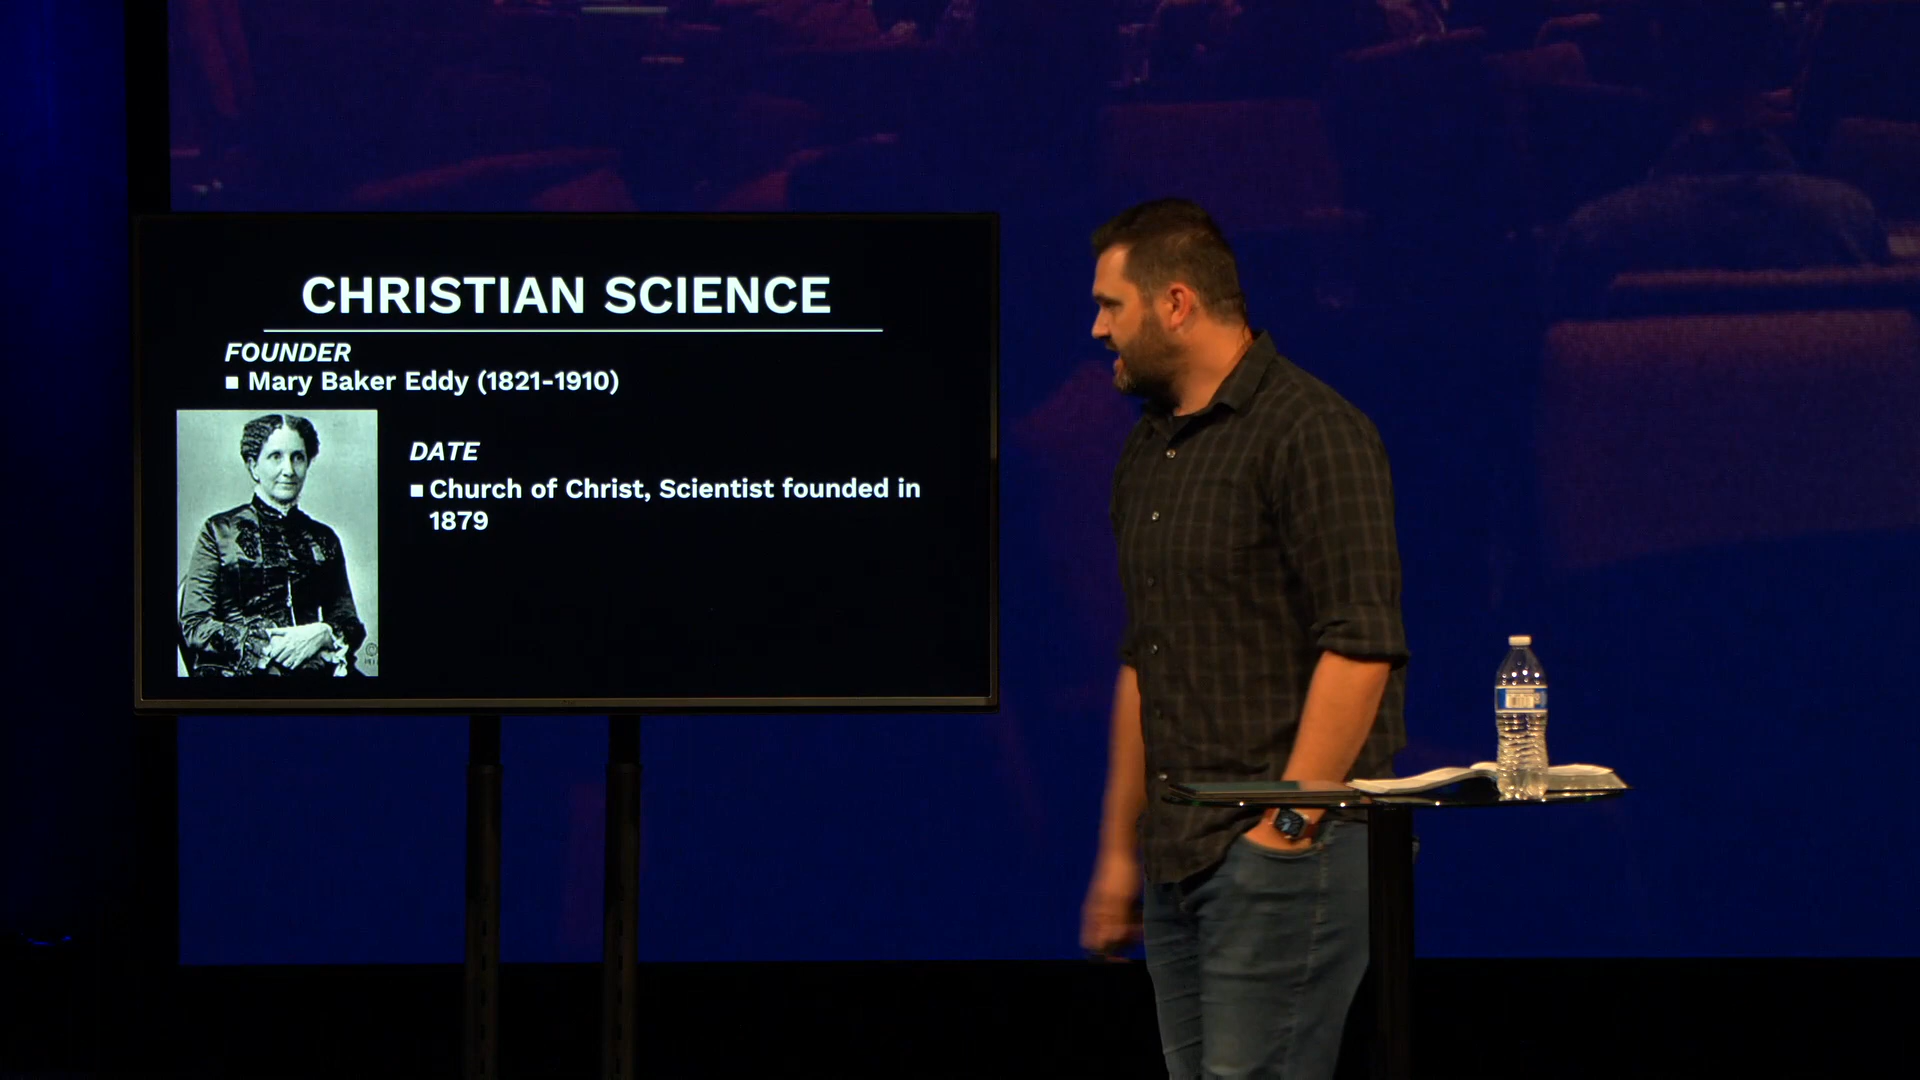 CHRISTIAN SCIENCE
FOUNDER
▪ Mary Baker Eddy (1821-1910)
DATE
▪ Church of Christ, Scientist founded in
1879